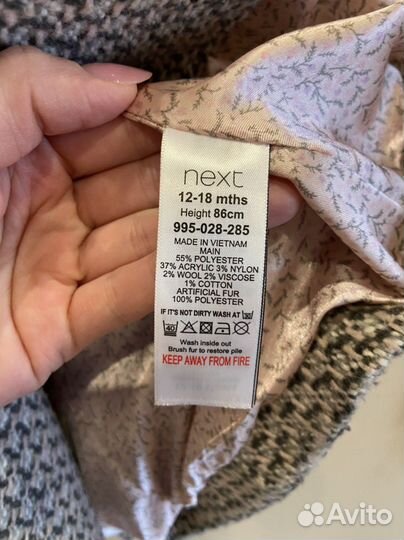 next
12-18 mths
Height 86cm
995-028-285
MADE IN VIETNAM
MAIN
55% POLYESTER
37% ACRYLIC 3% NYLON
2% WOOL 2% VISCOSE
1% COTTON
ARTIFICIAL FUR
100% POLYESTER
IF IT'S NOT DIRTY WASH AT 30
40
Wash inside out
Brush fur to restore pile
KEEP AWAY FROM FIRE
Avito